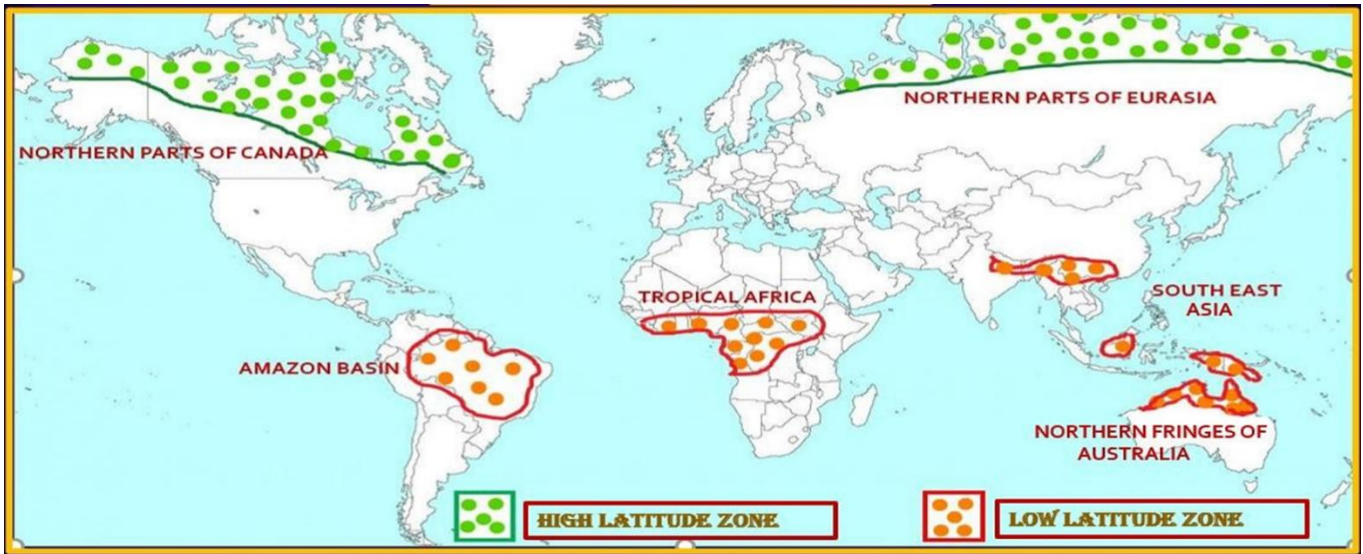 NORTHERN PARTS OF EURASIA
NORTHERN PARTS OF CANADA
TROPICAL AFRICA
SOUTH EAST
ASIA
AMAZON BASIN
NORTHERN FRINGES OF
AUSTRALIA
HIGH LATITUDE ZONE
LOW LATITUDE ZONE